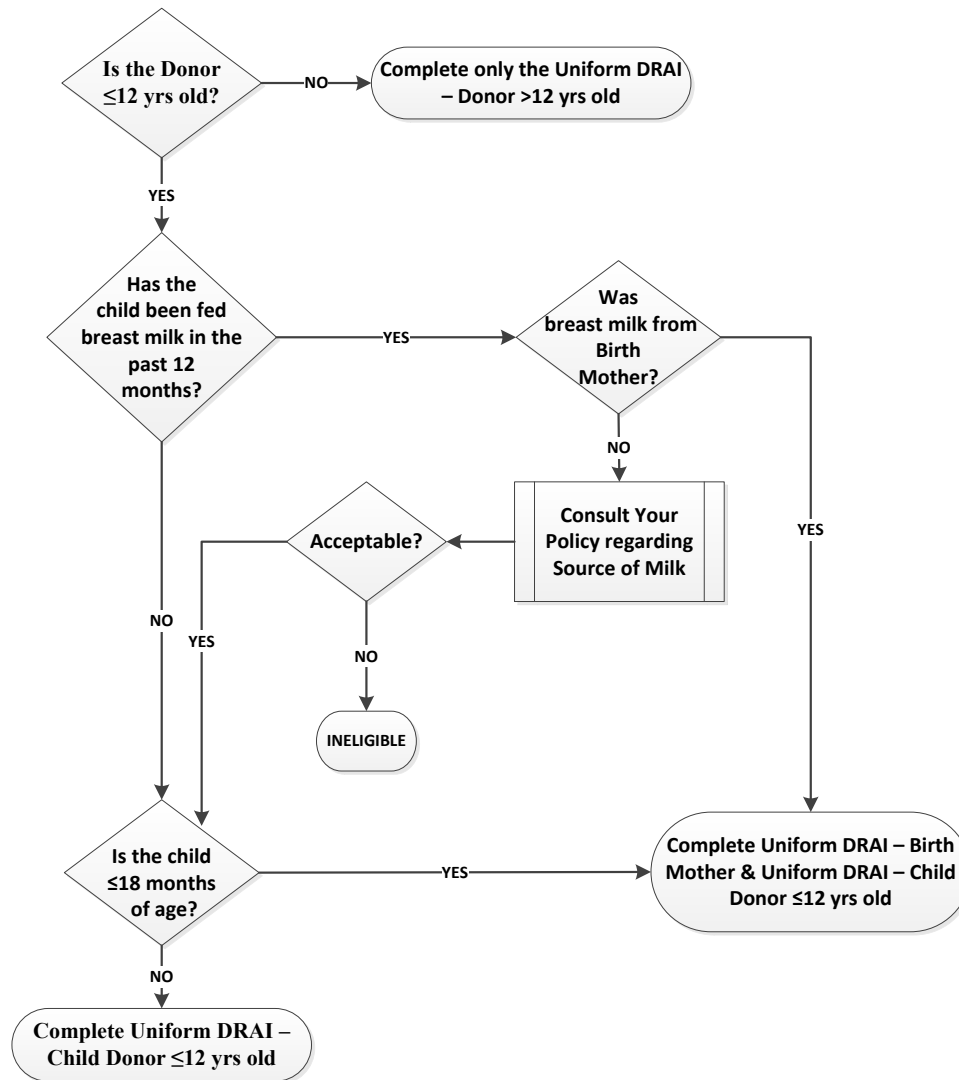 Is the Donor
≤12 yrs old?
NO
Complete only the Uniform DRAI
– Donor >12 yrs old
YES
Has the
child been fed
breast milk in the
past 12
months?
YES
Was
breast milk from
Birth
Mother?
NO
Consult Your
Policy regarding
Source of Milk
Acceptable?
YES
NO
YES
NO
INELIGIBLE
Is the child
≤18 months
of age?
YES
Complete Uniform DRAI – Birth
Mother & Uniform DRAI – Child
Donor ≤12 yrs old
NO
Complete Uniform DRAI –
Child Donor ≤12 yrs old